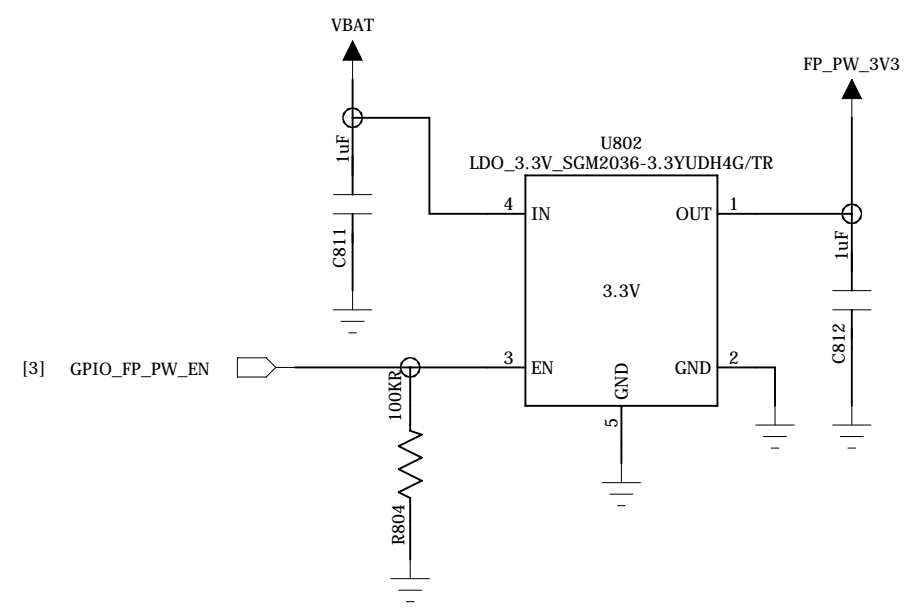 VBAT
FP_PW_3V3
1uF
U802
LDO_3.3V_SGM2036-3.3YUDH4G/TR
4
IN
OUT
1
C811
1uF
3.3V
C812
[3] GPIO_FP_PW_EN
3
EN
GND
GND
2
100KR
5
R804